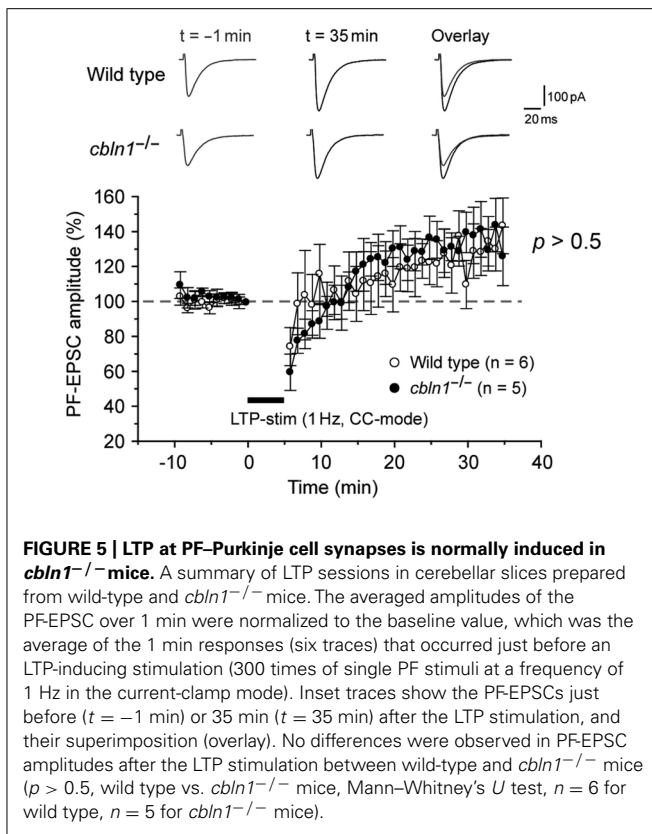 t = –1 min t = 35 min Overlay
Wild type
100 pA
20 ms
cbln1–/–
160
140
120
100
80
60
40
20
PF-EPSC amplitude (%)
p > 0.5
Wild type (n = 6)
cbln1–/– (n = 5)
LTP-stim (1 Hz, CC-mode)
-10 0 10 20 30 40
Time (min)
FIGURE 5 | LTP at PF–Purkinje cell synapses is normally induced in
cbln1−/− mice. A summary of LTP sessions in cerebellar slices prepared
from wild-type and cbln1−/− mice. The averaged amplitudes of the
PF-EPSC over 1 min were normalized to the baseline value, which was the
average of the 1 min responses (six traces) that occurred just before an
LTP-inducing stimulation (300 times of single PF stimuli at a frequency of
1 Hz in the current-clamp mode). Inset traces show the PF-EPSCs just
before (t = −1 min) or 35 min (t = 35 min) after the LTP stimulation, and
their superimposition (overlay). No differences were observed in PF-EPSC
amplitudes after the LTP stimulation between wild-type and cbln1−/− mice
(p > 0.5, wild type vs. cbln1−/− mice, Mann–Whitney's U test, n = 6 for
wild type, n = 5 for cbln1−/− mice).